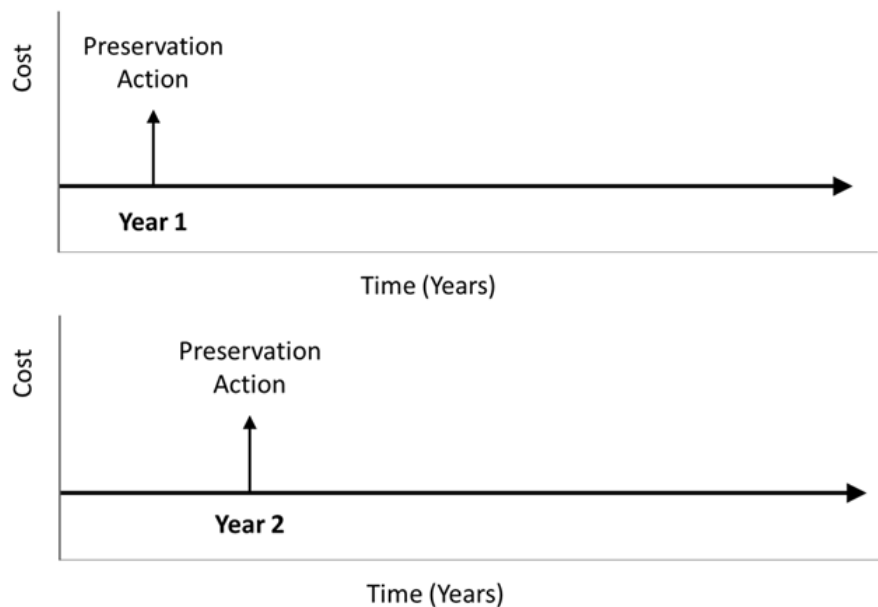 Cost
Preservation
Action
Year 1
Time (Years)
Cost
Preservation
Action
Year 2
Time (Years)